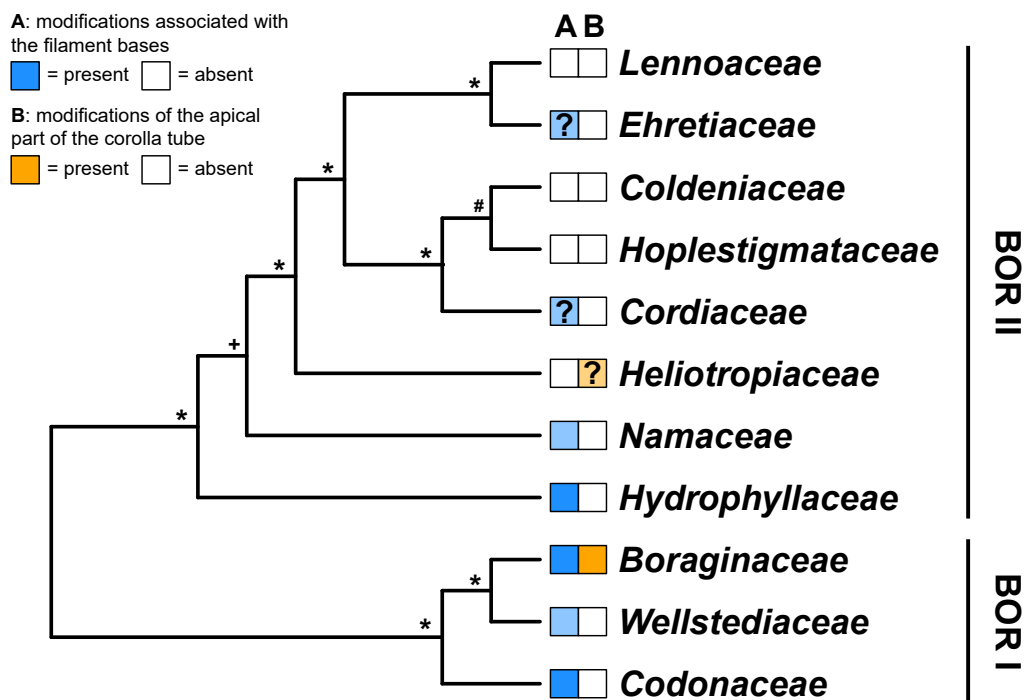 A: modifications associated with
the filament bases
= present = absent
B: modifications of the apical
part of the corolla tube
= present = absent
A B
Lennoaceae
*
? Ehretiaceae
*
Coldeniaceae
#
Hoplestigmataceae
*
*
? Cordiaceae
+
? Heliotropiaceae
*
Namaceae
Hydrophyllaceae
BOR II
Boraginaceae
*
Wellstediaceae
*
Codonaceae
BOR I